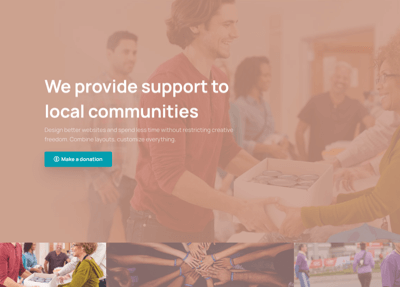 We provide support to
local communities
Design better websites and spend less time without restricting creative
freedom. Combine layouts, customize everything.
Make a donation